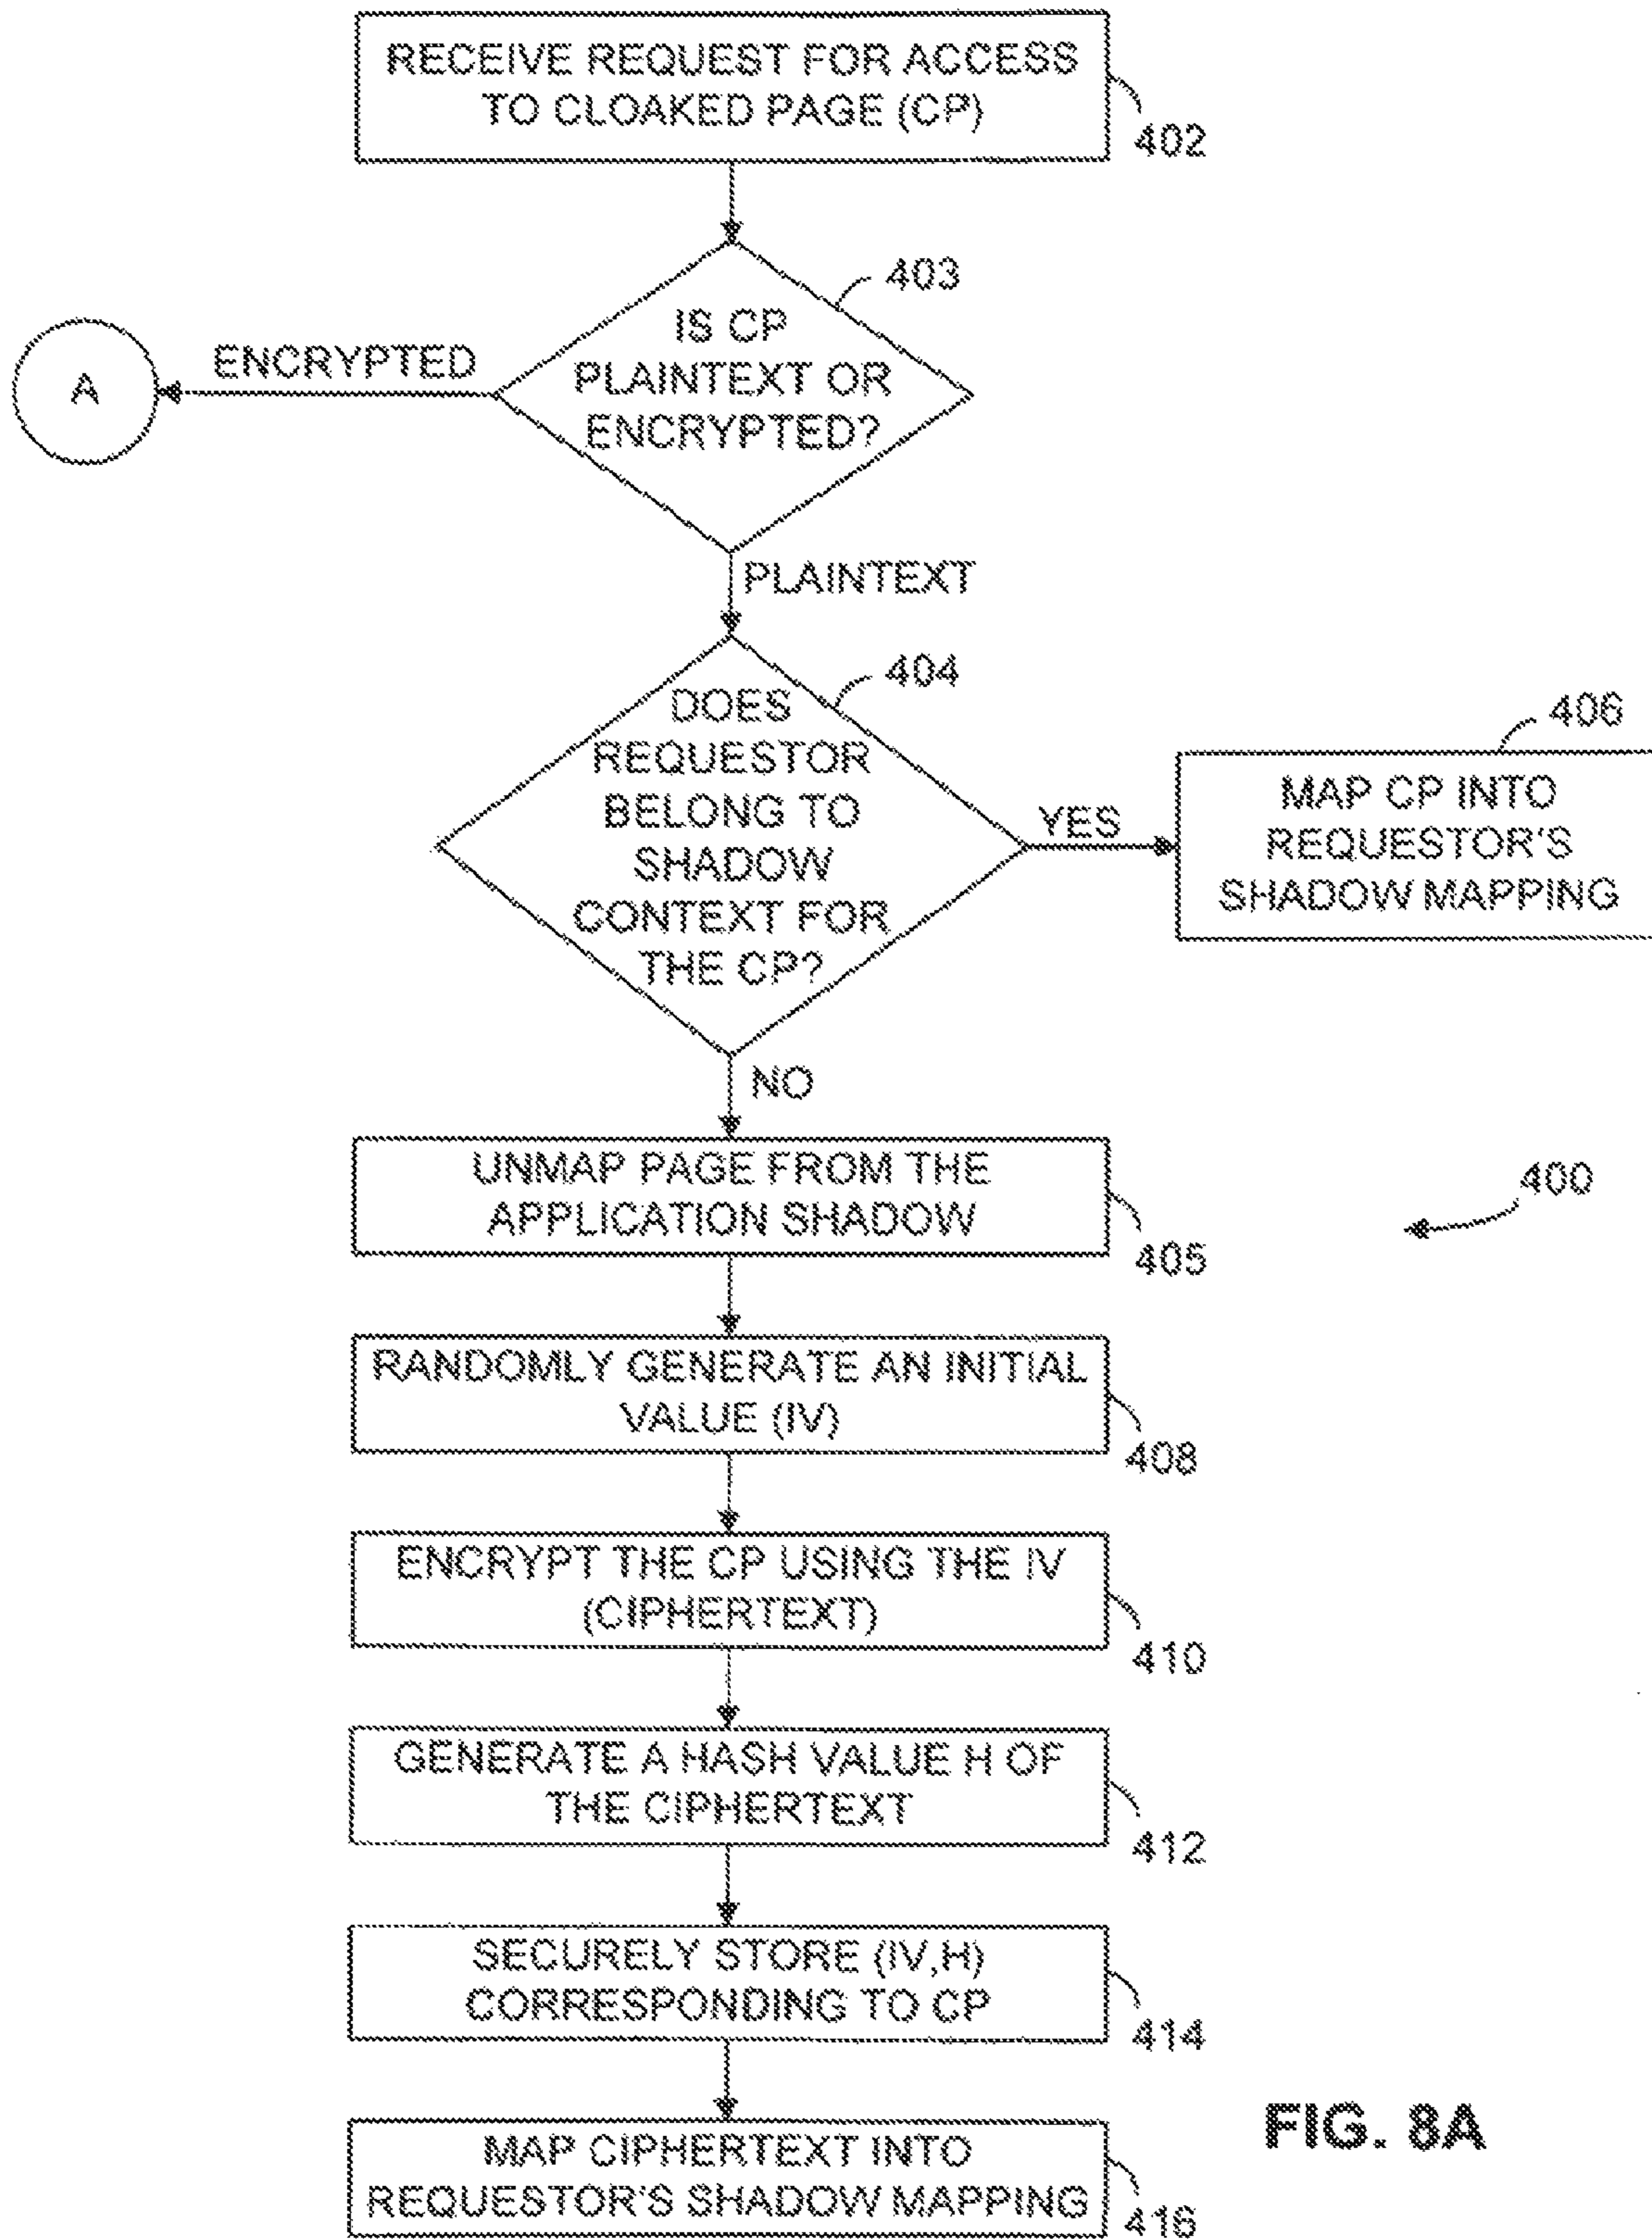 RECEIVE REQUEST FOR ACCESS
TO CLOAKED PAGE (CP)
402
403
IS CP
PLAINTEXT OR
ENCRYPTED?
ENCRYPTED
A
PLAINTEXT
404
DOES
REQUESTOR
BELONG TO
SHADOW
CONTEXT FOR
THE CP?
YES
406
MAP CP INTO
REQUESTOR'S
SHADOW MAPPING
NO
UNMAP PAGE FROM THE
APPLICATION SHADOW
405
400
RANDOMLY GENERATE AN INITIAL
VALUE (IV)
408
ENCRYPT THE CP USING THE IV
(CIPHERTEXT)
410
GENERATE A HASH VALUE H OF
THE CIPHERTEXT
412
SECURELY STORE (IV,H)
CORRESPONDING TO CP
414
MAP CIPHERTEXT INTO
REQUESTOR'S SHADOW MAPPING
416
FIG. 8A